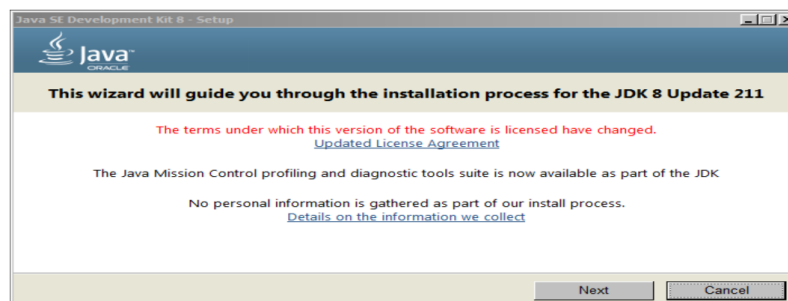 Java SE Development Kit 8 - Setup
Java™
ORACLE
This wizard will guide you through the installation process for the JDK 8 Update 211
The terms under which this version of the software is licensed have changed.
Updated License Agreement
The Java Mission Control profiling and diagnostic tools suite is now available as part of the JDK
No personal information is gathered as part of our install process.
Details on the information we collect
Next
Cancel